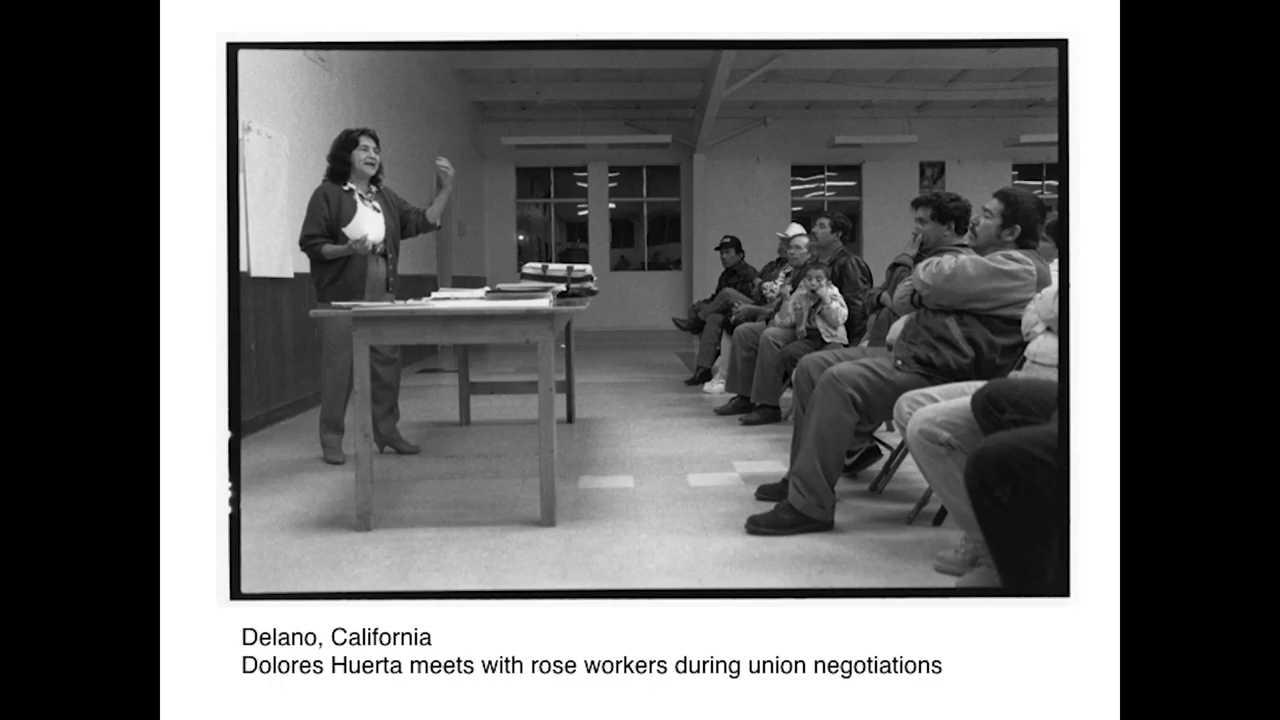 Delano, California
Dolores Huerta meets with rose workers during union negotiations